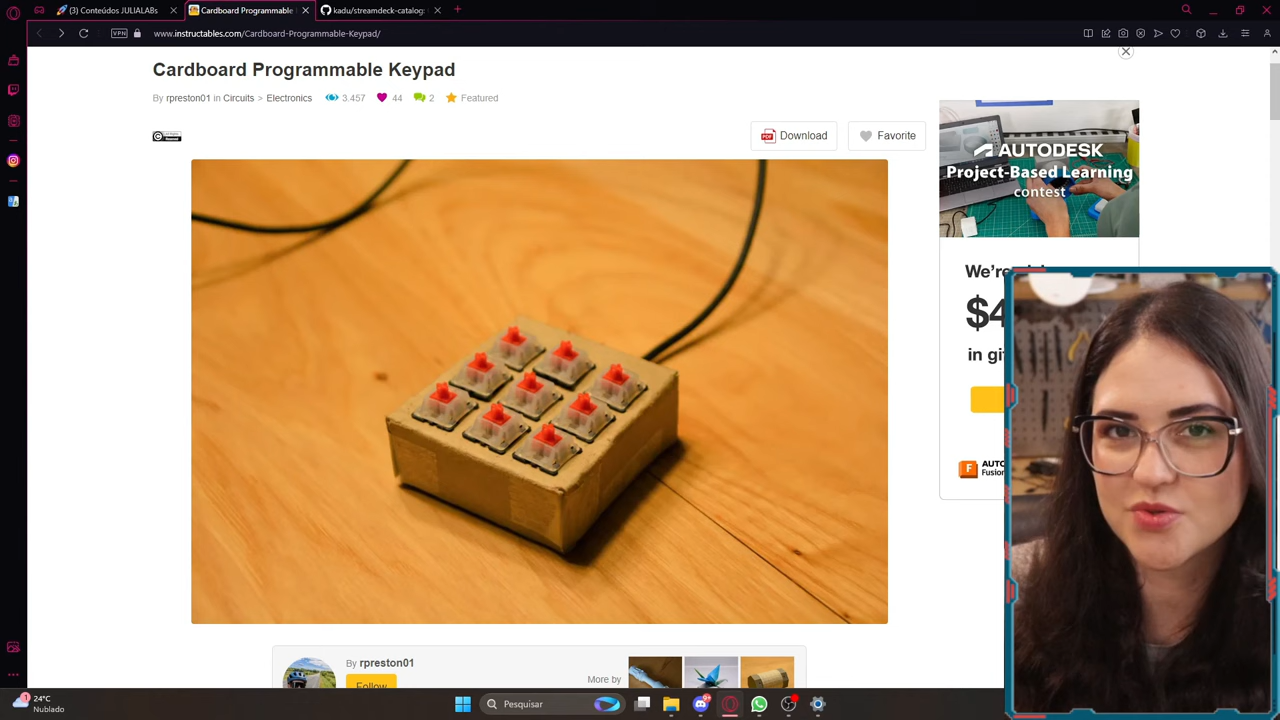 (3) Conteúdos JULIALABs
Cardboard Programmable
kadu/streamdeck-catalog:
VPN
www.instructables.com/Cardboard-Programmable-Keypad/
Cardboard Programmable Keypad
By rpreston01 in Circuits > Electronics
3.457
44
2
Featured
Download
Favorite
AUTODESK
Project-Based Learning
contest
We're
$4
in
By rpreston01
Follow
More by
24°C
Nublado
Pesquisar